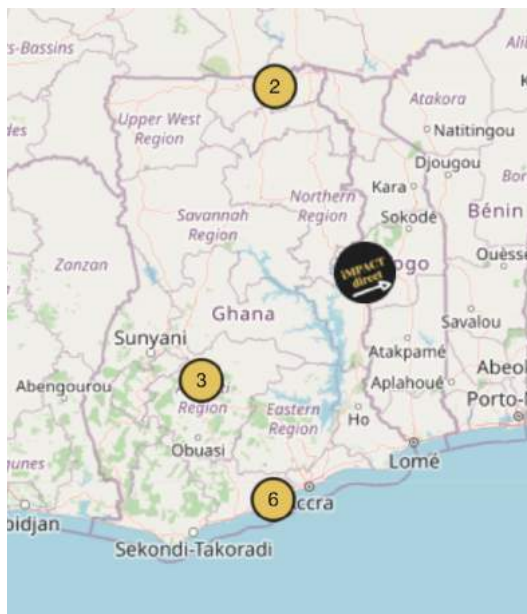 s-Bassins
Ali
2
Upper West
Region
Atakora
Natitingou
Djougou
Kara
Northern
Region
Sokodé
Bénin
Savannah
Region
Zanzan
IMPACT
direct
ogo
Ouèss
Ghana
Savalou
Sunyani
Atakpamé
3
Abeo
Aplahoué
Abengourou
Region
Eastern
Region
Ho
Porto-N
Obuasi
Lomé
gunes
6
ccra
bidjan
Sekondi-Takoradi